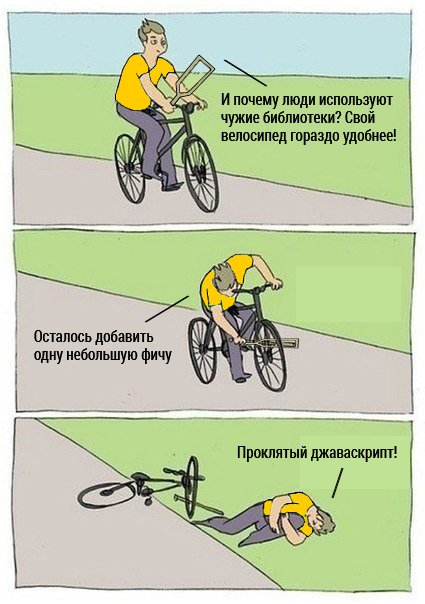 И почему люди используют
чужие библиотеки? Свой
велосипед гораздо удобнее!
Осталось добавить
одну небольшую фичу
Проклятый джаваскрипт!